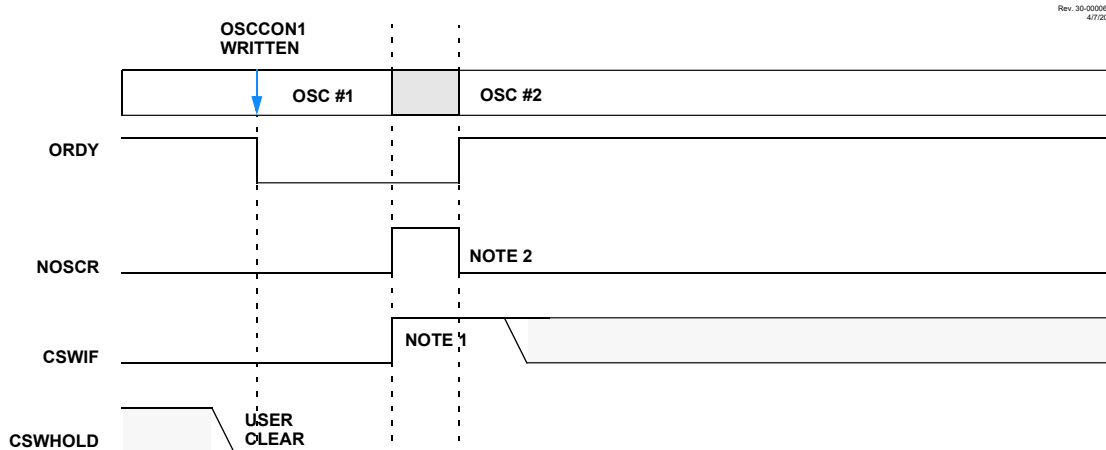 Rev. 30-00006
4/7/20
OSCCON1
WRITTEN
OSC #1
OSC #2
ORDY
NOSCR
NOTE 2
CSWIF
NOTE 1
CSWHOLD
USER
CLEAR